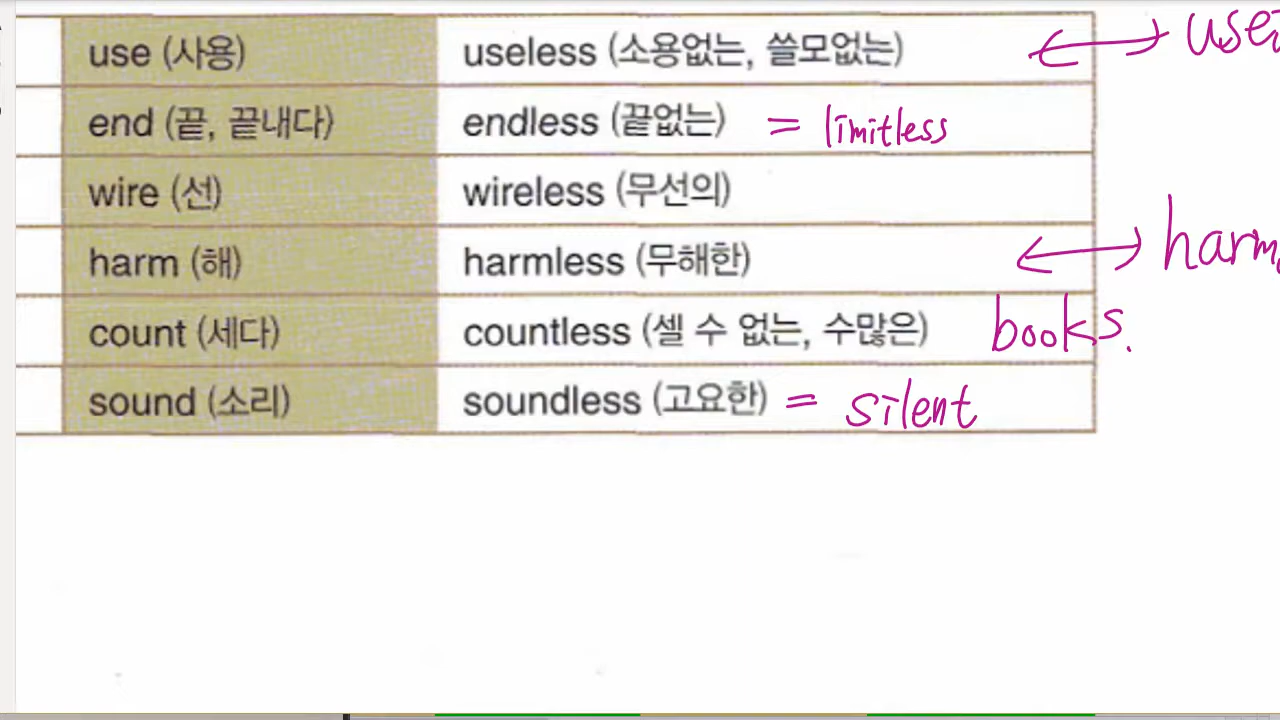 use (사용) useless (소용없는, 쓸모없는)
end (끝, 끝내다) endless (끝없는) = limitless
wire (선) wireless (무선의)
harm (해) harmless (무해한)
count (세다) countless (셀 수 없는, 수많은) books.
sound (소리) soundless (고요한) = silent